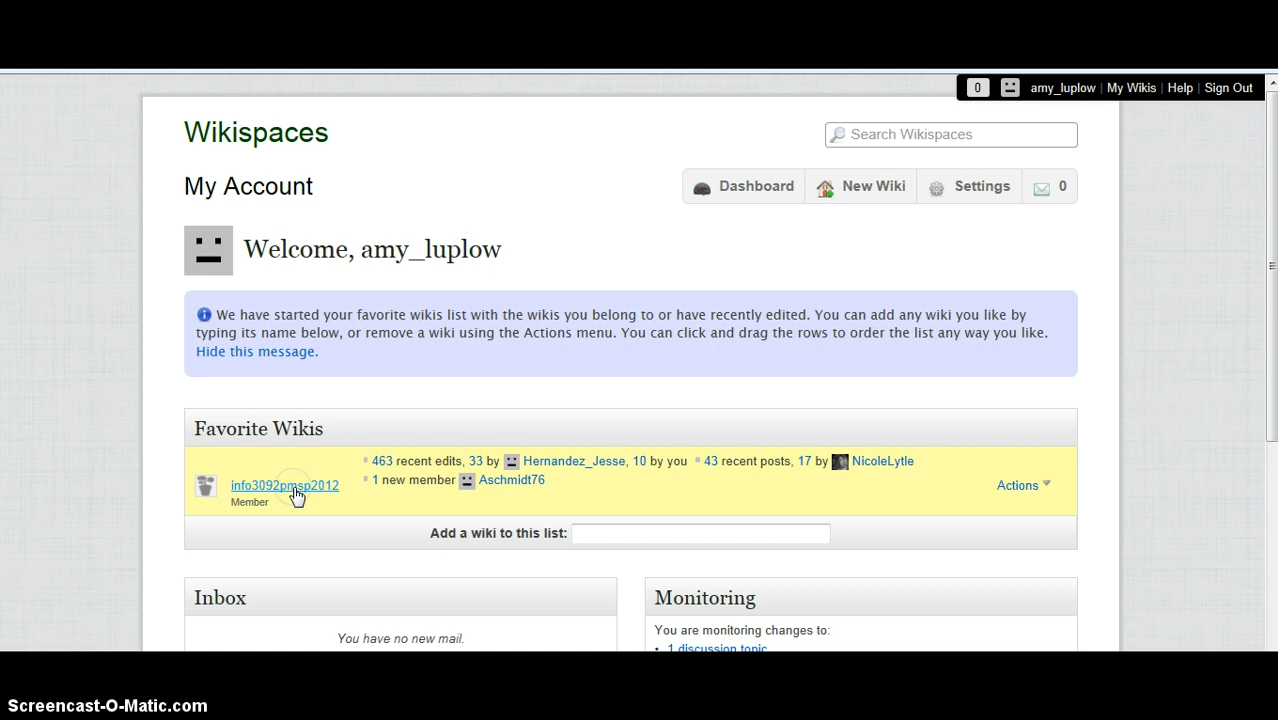 0 amy_luplow | My Wikis | Help | Sign Out
Wikispaces
Search Wikispaces
My Account
Dashboard New Wiki Settings 0
Welcome, amy_luplow
We have started your favorite wikis list with the wikis you belong to or have recently edited. You can add any wiki you like by
typing its name below, or remove a wiki using the Actions menu. You can click and drag the rows to order the list any way you like.
Hide this message.
Favorite Wikis
463 recent edits, 33 by Hernandez_Jesse, 10 by you 43 recent posts, 17 by NicoleLytle
1 new member Aschmidt76
info3092pmsp2012
Actions
Member
Add a wiki to this list:
Inbox
Monitoring
You have no new mail.
You are monitoring changes to:
• 1 discussion topic
Screencast-O-Matic.com